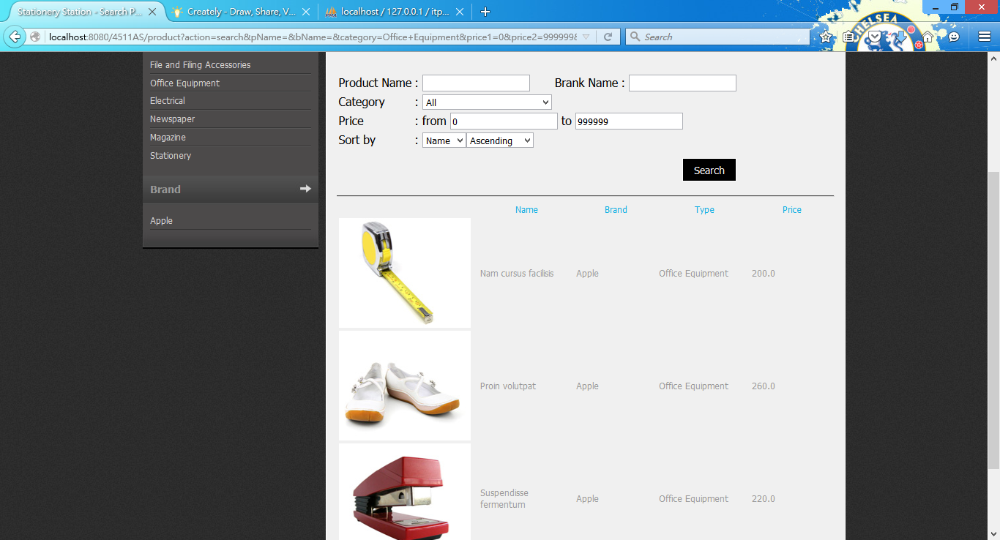 Stationery Station - Search P...
Creately - Draw, Share, V...
localhost / 127.0.0.1 / itp...
localhost:8080/4511AS/product?action=search&pName=&bName=&category=Office+Equipment&price1=0&price2=999999&
Search
CHELSEA
File and Filing Accessories
Office Equipment
Electrical
Newspaper
Magazine
Stationery
Brand
Apple
Product Name : Brank Name :
Category : All
Price : from 0 to 999999
Sort by : Name Ascending
Search
Name Brand Type Price
Nam cursus facilisis Apple Office Equipment 200.0
Proin volutpat Apple Office Equipment 260.0
Suspendisse
fermentum Apple Office Equipment 220.0